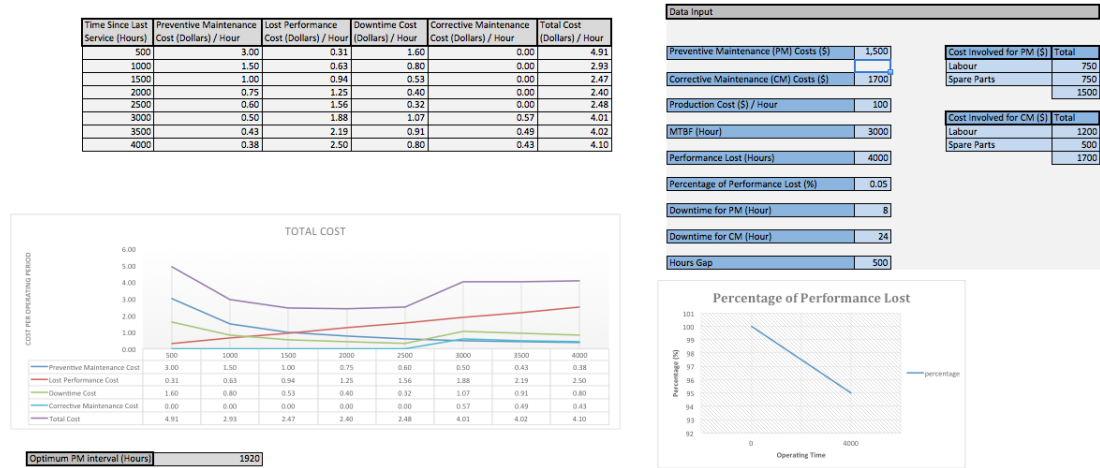 Time Since Last Service (Hours) Preventive Maintenance Cost (Dollars) / Hour Lost Performance Cost (Dollars) / Hour Downtime Cost (Dollars) / Hour Corrective Maintenance Cost (Dollars) / Hour Total Cost (Dollars) / Hour
500 3.00 0.31 1.60 0.00 4.91
1000 1.50 0.63 0.80 0.00 2.93
1500 1.00 0.94 0.53 0.00 2.47
2000 0.75 1.25 0.40 0.00 2.40
2500 0.60 1.56 0.32 0.00 2.48
3000 0.50 1.88 1.07 0.57 4.01
3500 0.43 2.19 0.91 0.49 4.02
4000 0.38 2.50 0.80 0.43 4.10
Data Input
Preventive Maintenance (PM) Costs ($) 1,500
Corrective Maintenance (CM) Costs ($) 1700
Production Cost ($) / Hour 100
MTBF (Hour) 3000
Performance Lost (Hours) 4000
Percentage of Performance Lost (%) 0.05
Downtime for PM (Hour) 8
Downtime for CM (Hour) 24
Hours Gap 500
Cost Involved for PM ($) Total
Labour 750
Spare Parts 750
1500
Cost Involved for CM ($) Total
Labour 1200
Spare Parts 500
1700
TOTAL COST
COST PER OPERATING PERIOD
6.00
5.00
4.00
3.00
2.00
1.00
0.00
500 1000 1500 2000 2500 3000 3500 4000
Preventive Maintenance Cost 3.00 1.50 1.00 0.75 0.60 0.50 0.43 0.38
Lost Performance Cost 0.31 0.63 0.94 1.25 1.56 1.88 2.19 2.50
Downtime Cost 1.60 0.80 0.53 0.40 0.32 1.07 0.91 0.80
Corrective Maintenance Cost 0.00 0.00 0.00 0.00 0.00 0.57 0.49 0.43
Total Cost 4.91 2.93 2.47 2.40 2.48 4.01 4.02 4.10
Optimum PM interval (Hours) 1920
Percentage of Performance Lost
Percentage (%)
101
100
99
98
97
96
95
94
93
92
0 4000
Operating Time
percentage